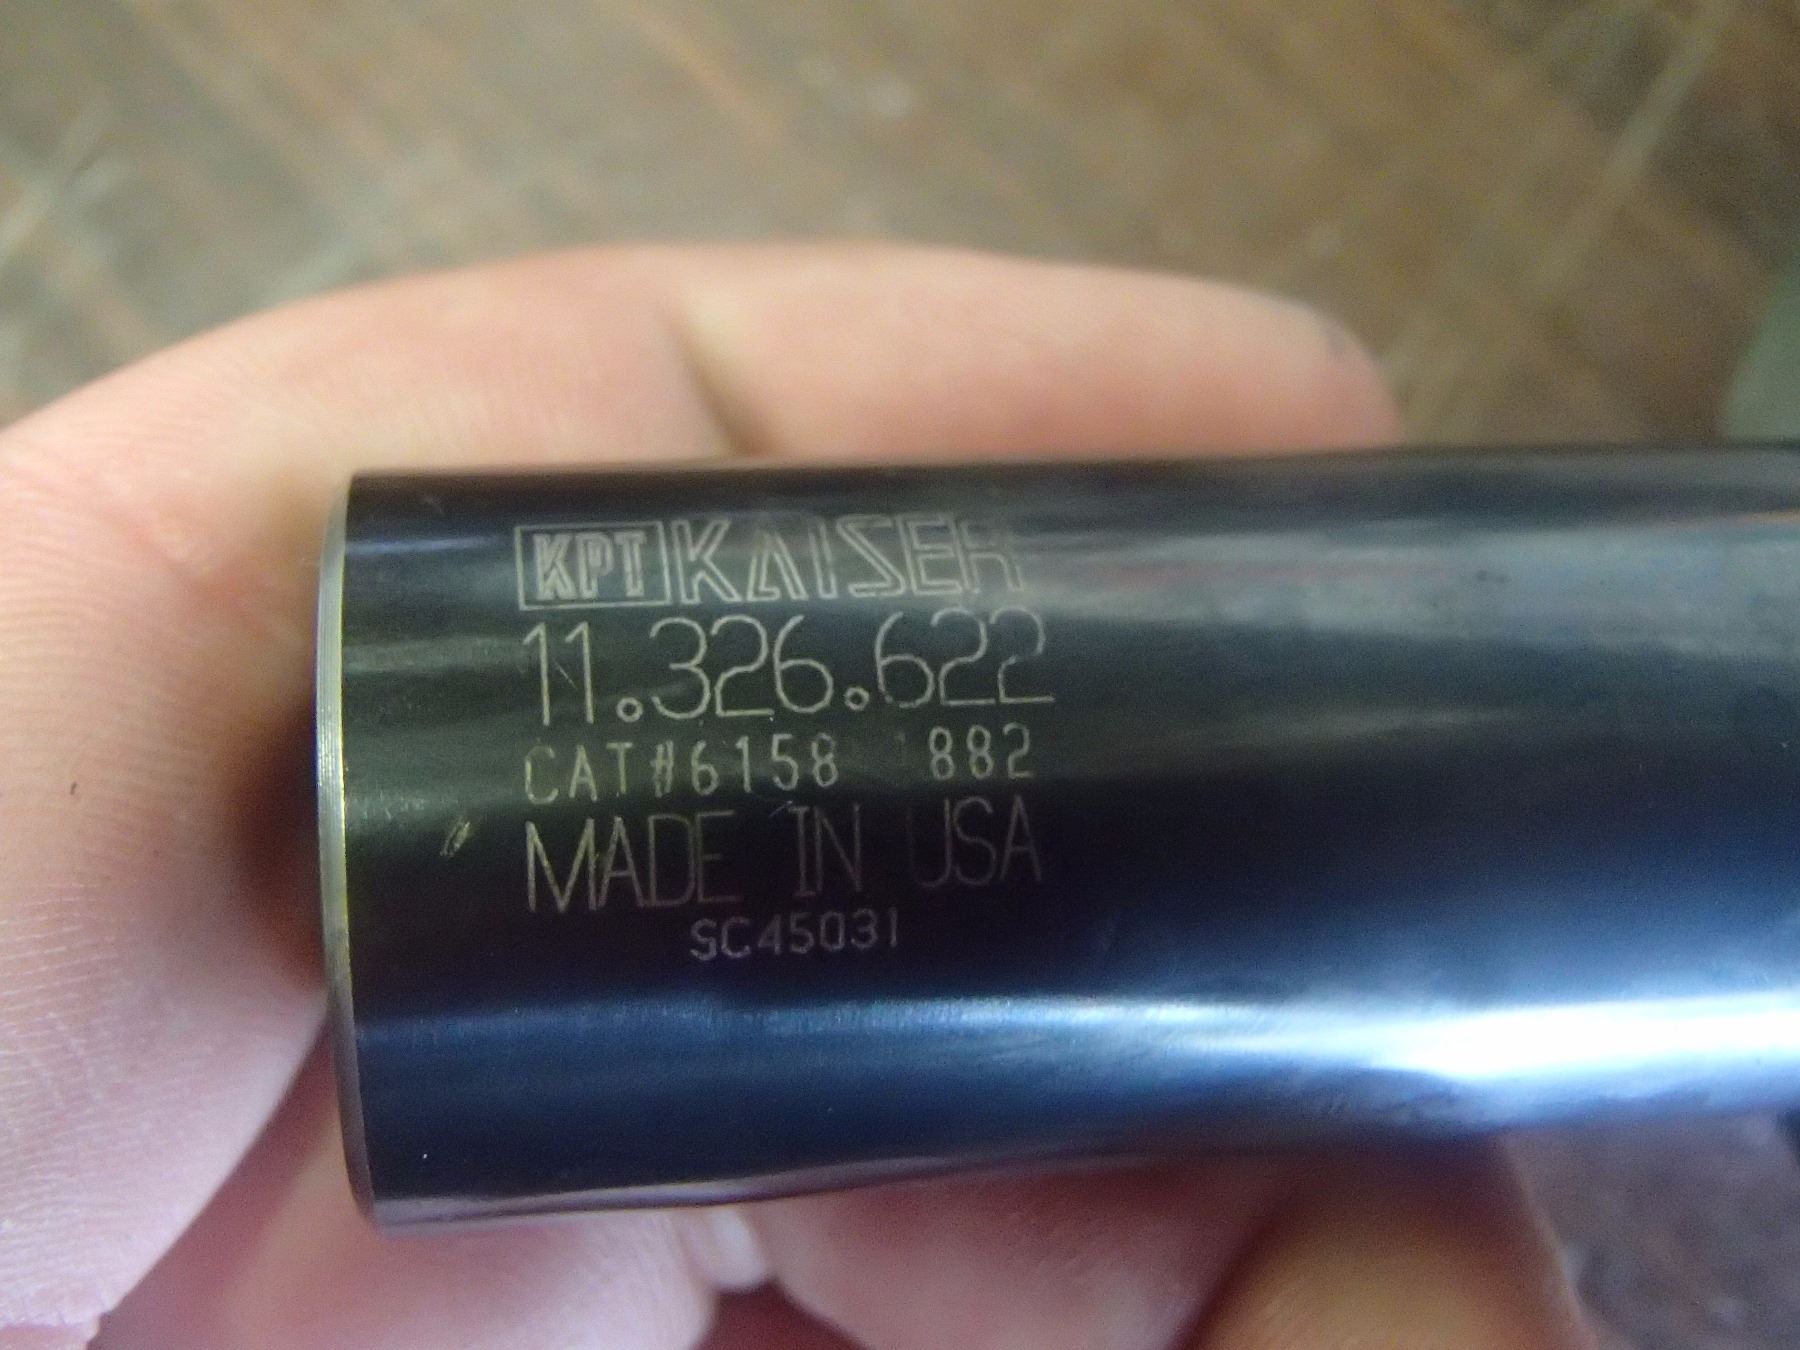 KPT KAISER
11.326.622
CAT#6158 1882
MADE IN USA
SC45031